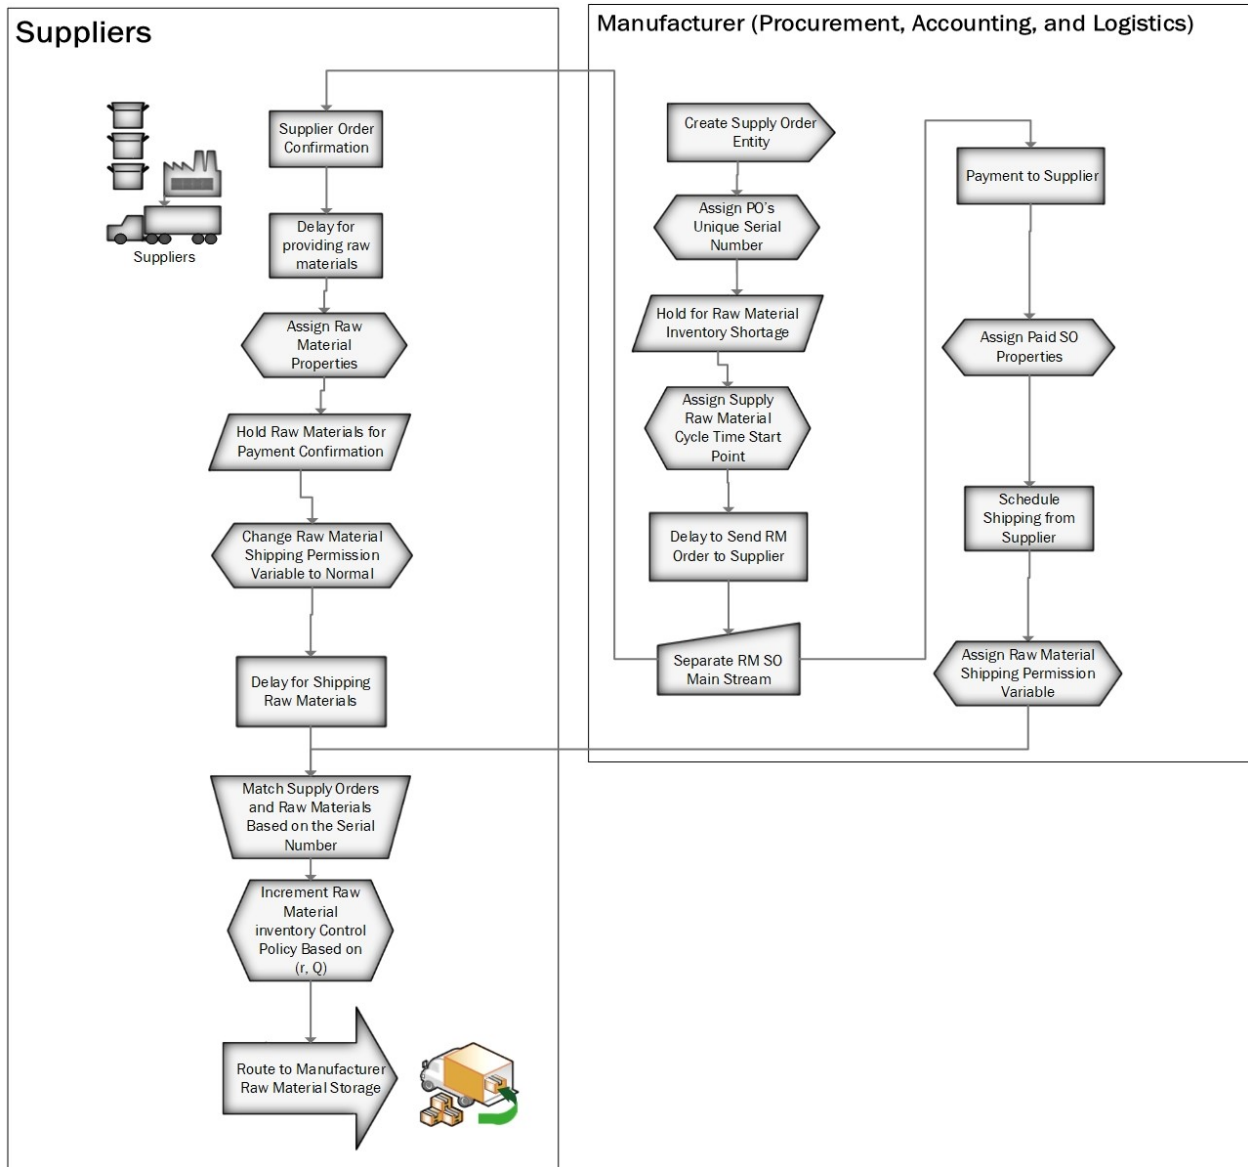 Suppliers
Manufacturer (Procurement, Accounting, and Logistics)
Suppliers
Supplier Order
Confirmation
Delay for
providing raw
materials
Assign Raw
Material
Properties
Hold Raw Materials for
Payment Confirmation
Change Raw Material
Shipping Permission
Variable to Normal
Delay for Shipping
Raw Materials
Match Supply Orders
and Raw Materials
Based on the Serial
Number
Increment Raw
Material
inventory Control
Policy Based on
(r, Q)
Route to Manufacturer
Raw Material Storage
Create Supply Order
Entity
Assign PO's
Unique Serial
Number
Hold for Raw Material
Inventory Shortage
Assign Supply
Raw Material
Cycle Time Start
Point
Delay to Send RM
Order to Supplier
Separate RM SO
Main Stream
Payment to Supplier
Assign Paid SO
Properties
Schedule
Shipping from
Supplier
Assign Raw Material
Shipping Permission
Variable